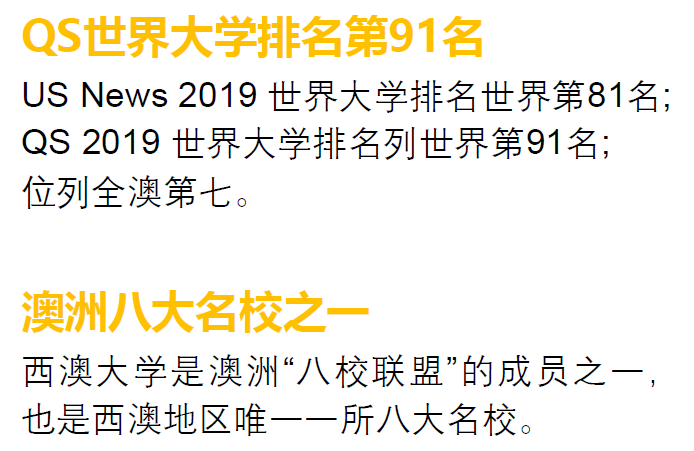 QS世界大学排名第91名
US News 2019 世界大学排名世界第81名;
QS 2019 世界大学排名列世界第91名;
位列全澳第七。
澳洲八大名校之一
西澳大学是澳洲“八校联盟”的成员之一,
也是西澳地区唯一一所八大名校。